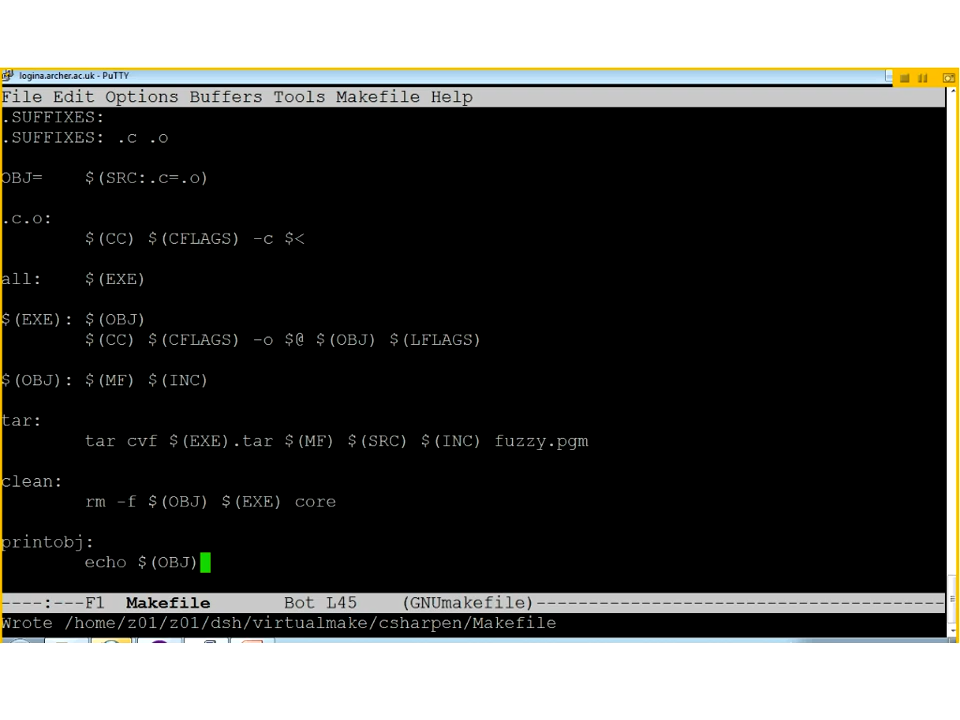 logina.archer.ac.uk - PuTTY
File Edit Options Buffers Tools Makefile Help
.SUFFIXES:
.SUFFIXES: .c .o
OBJ= $(SRC:.c=.o)
.c.o:
$(CC) $(CFLAGS) -c $<
all: $(EXE)
$(EXE): $(OBJ)
$(CC) $(CFLAGS) -o $@ $(OBJ) $(LFLAGS)
$(OBJ): $(MF) $(INC)
tar:
tar cvf $(EXE).tar $(MF) $(SRC) $(INC) fuzzy.pgm
clean:
rm -f $(OBJ) $(EXE) core
printobj:
echo $(OBJ)
----:---F1 Makefile Bot L45 (GNUmakefile)---------------------------------------
Wrote /home/z01/z01/dsh/virtualmake/csharpen/Makefile